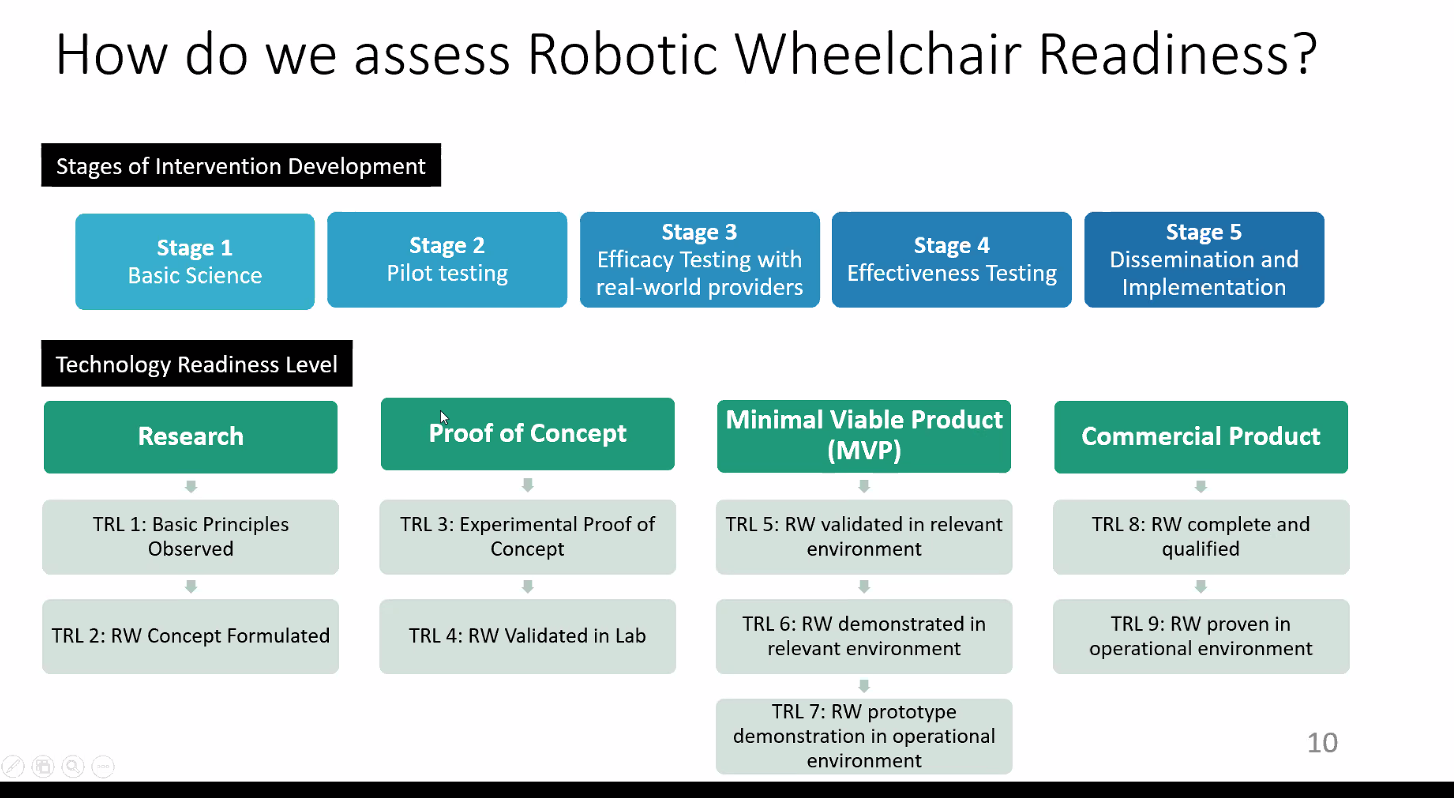 How do we assess Robotic Wheelchair Readiness?
Stages of Intervention Development
Stage 1
Basic Science
Stage 2
Pilot testing
Stage 3
Efficacy Testing with
real-world providers
Stage 4
Effectiveness Testing
Stage 5
Dissemination and
Implementation
Technology Readiness Level
Research
TRL 1: Basic Principles
Observed
TRL 2: RW Concept Formulated
Proof of Concept
TRL 3: Experimental Proof of
Concept
TRL 4: RW Validated in Lab
Minimal Viable Product
(MVP)
TRL 5: RW validated in relevant
environment
TRL 6: RW demonstrated in
relevant environment
TRL 7: RW prototype
demonstration in operational
environment
Commercial Product
TRL 8: RW complete and
qualified
TRL 9: RW proven in
operational environment
10